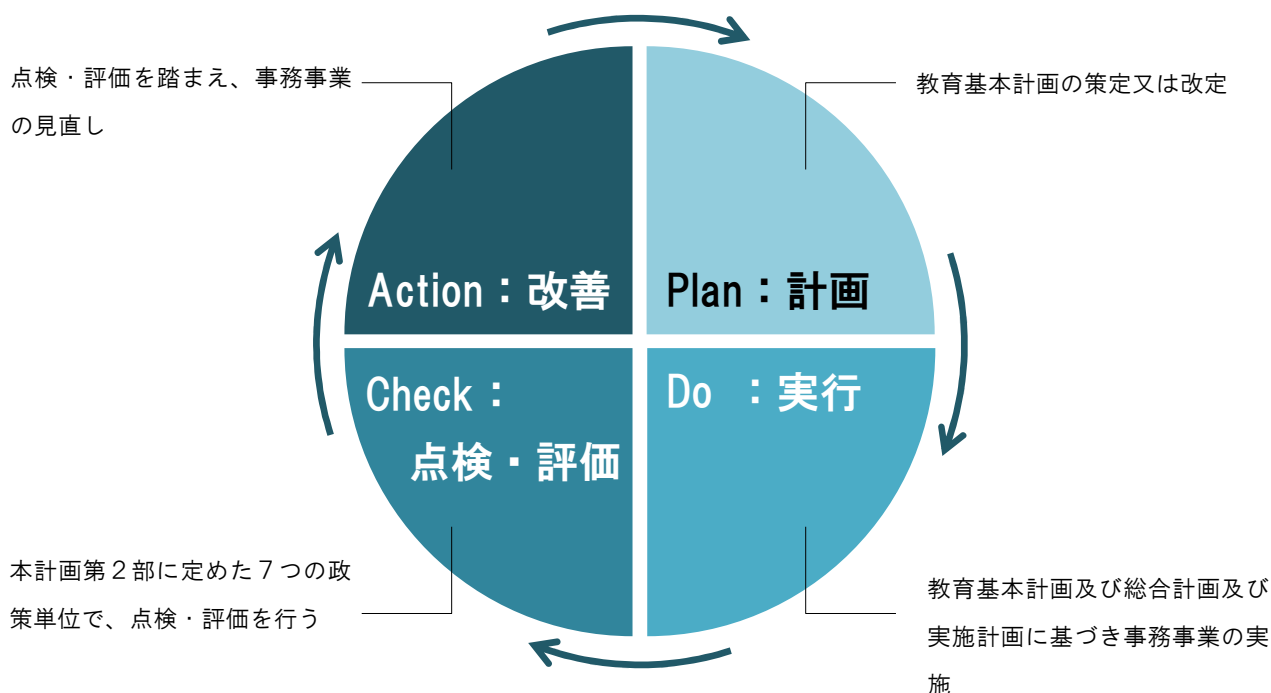 点検・評価を踏まえ、事務事業
の見直し
教育基本計画の策定又は改定
Action：改善
Plan：計画
Check：
点検・評価
Do ：実行
本計画第２部に定めた７つの政
策単位で、点検・評価を行う
教育基本計画及び総合計画及び
実施計画に基づき事務事業の実
施